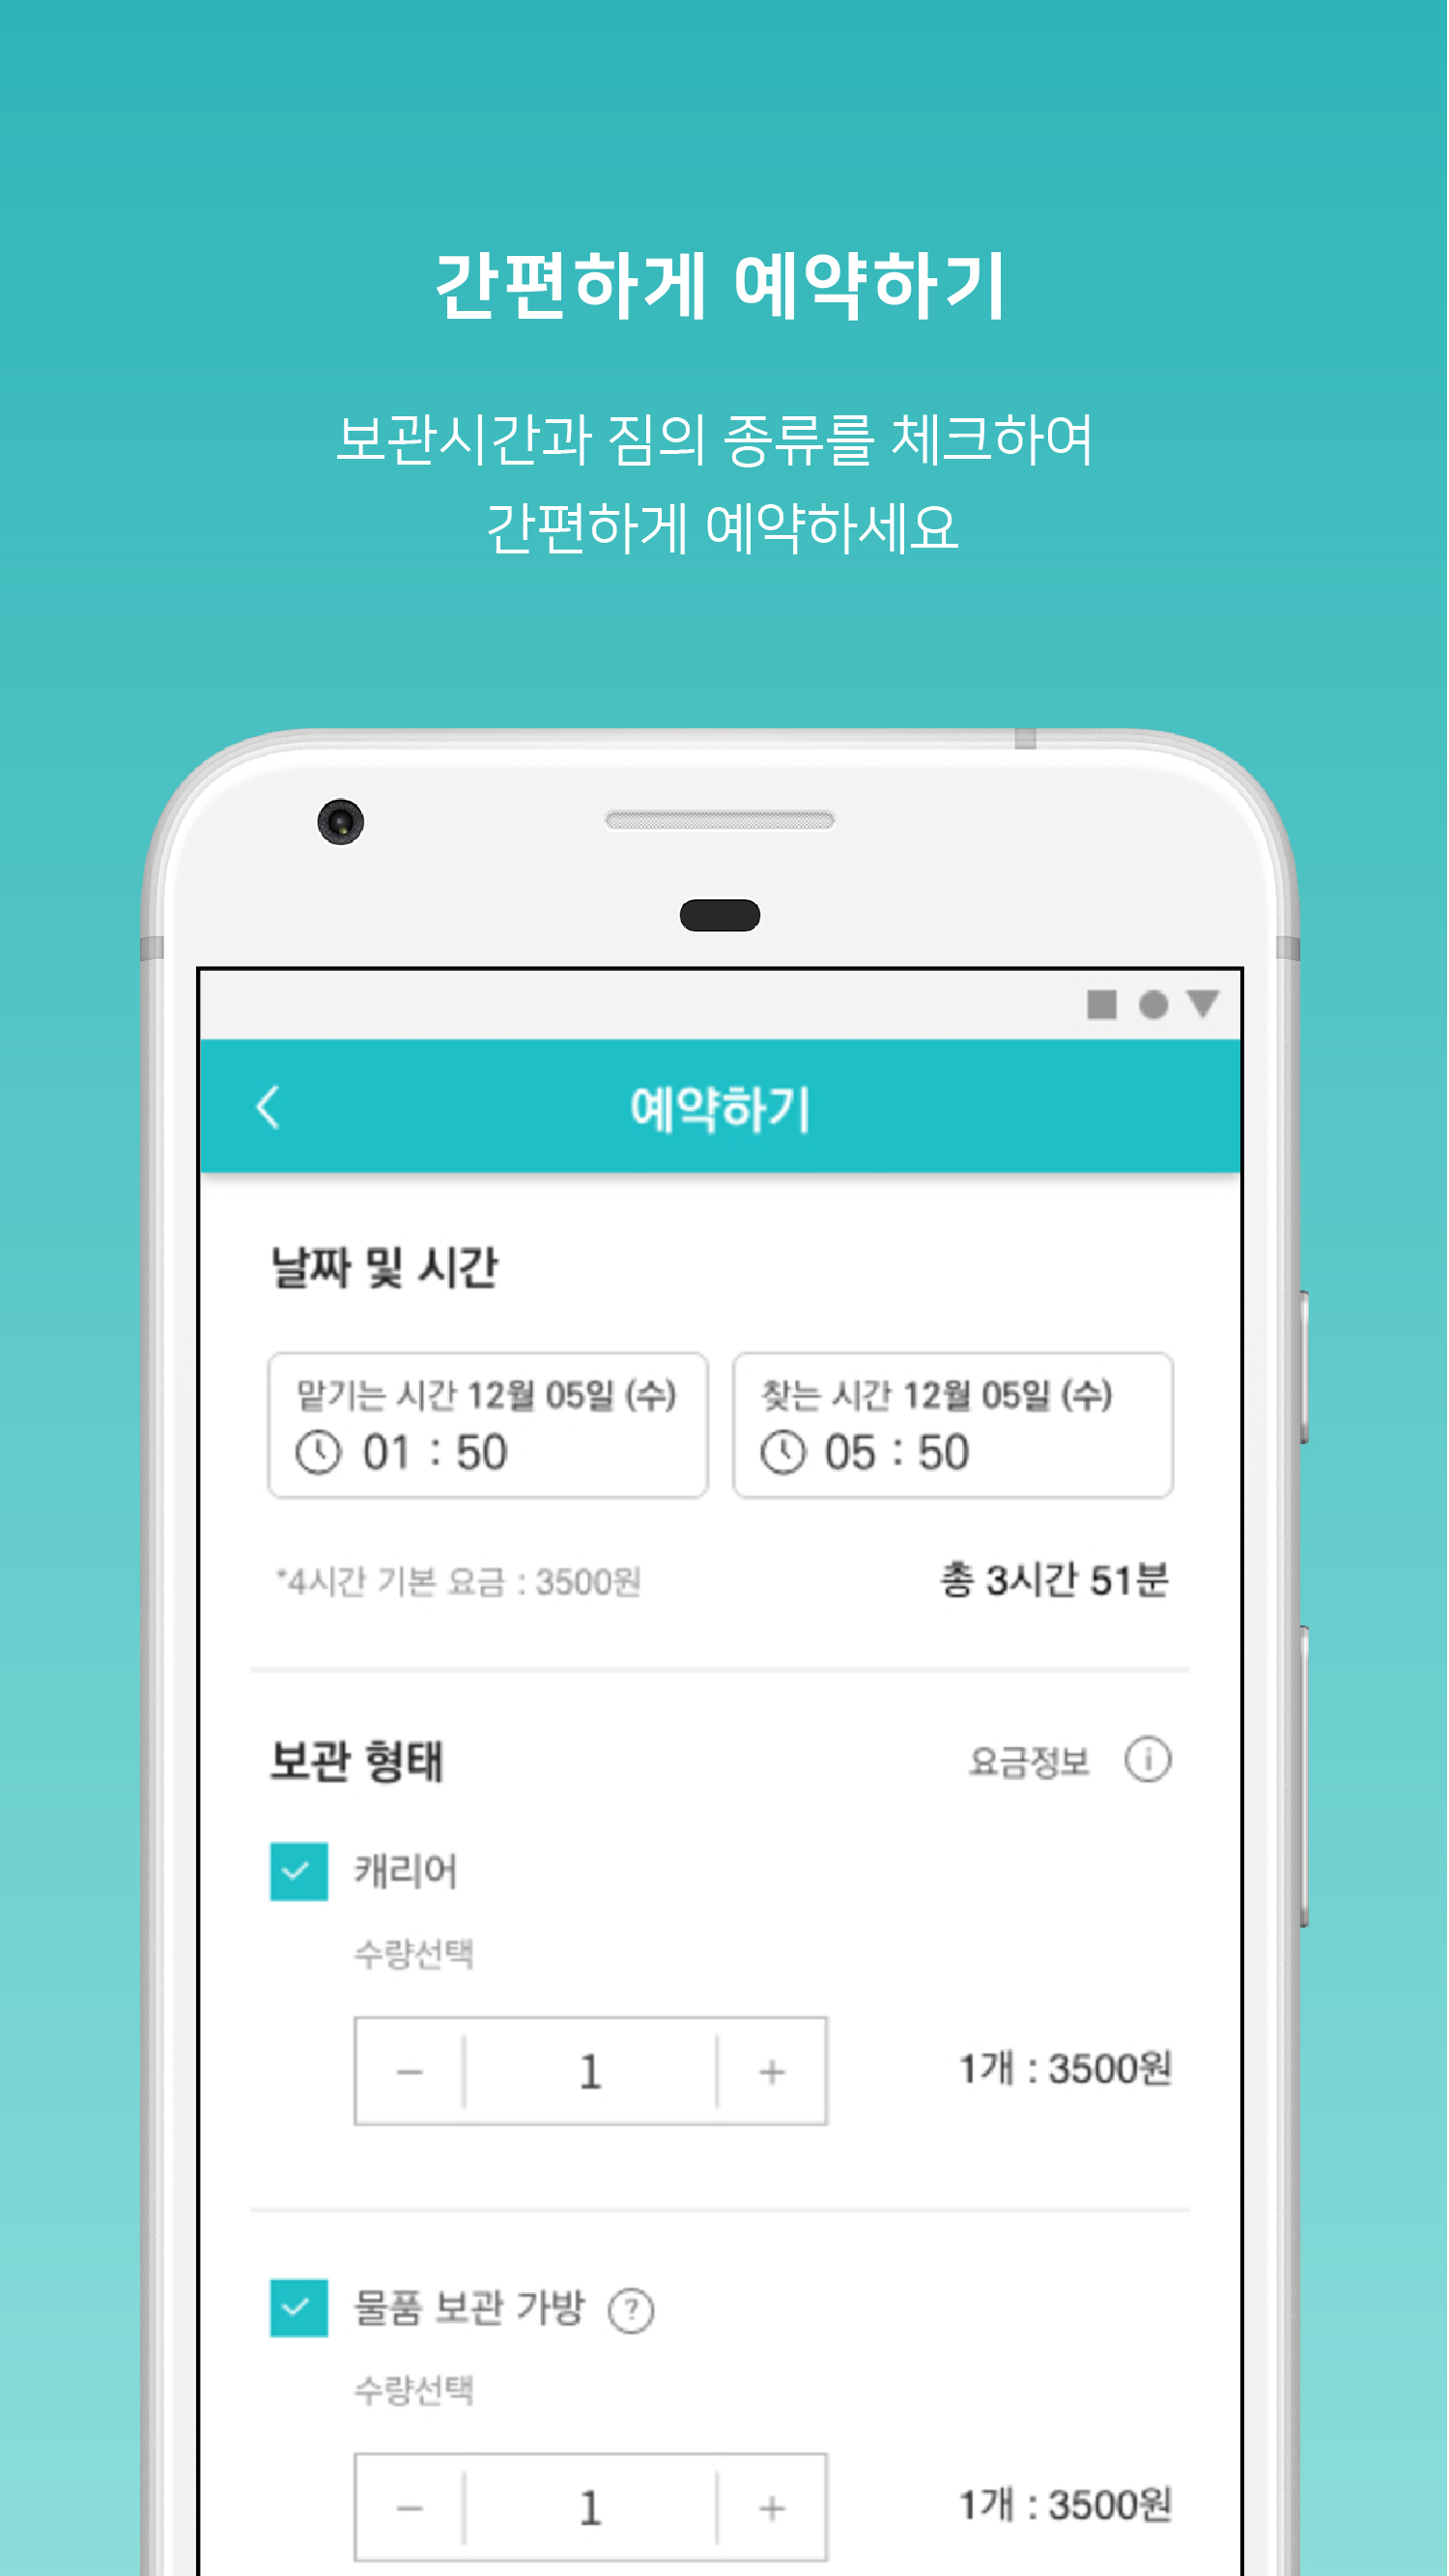 간편하게 예약하기
보관시간과 짐의 종류를 체크하여
간편하게 예약하세요
예약하기
날짜 및 시간
맡기는 시간 12월 05일 (수)
01 : 50
찾는 시간 12월 05일 (수)
05 : 50
*4시간 기본 요금 : 3500원
총 3시간 51분
보관 형태
요금정보 i
캐리어
수량선택
− 1 +
1개 : 3500원
물품 보관 가방 ?
수량선택
− 1 +
1개 : 3500원